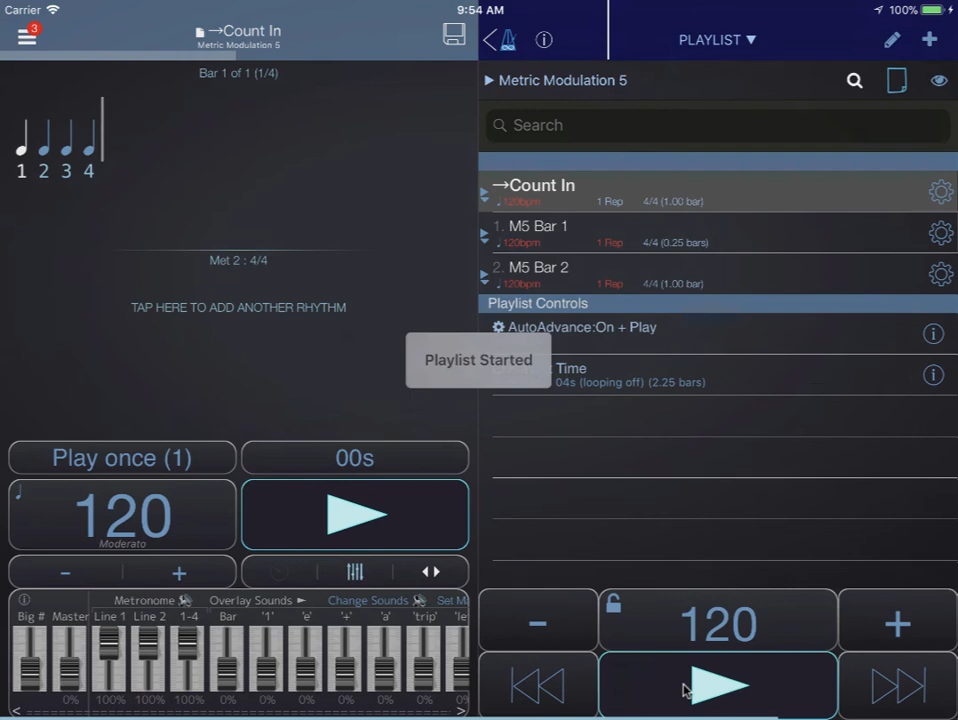 Carrier
9:54 AM
100%
3
→Count In
Metric Modulation 5
Bar 1 of 1 (1/4)
1 2 3 4
Met 2 : 4/4
TAP HERE TO ADD ANOTHER RHYTHM
Play once (1)
00s
120
Moderato
-
+
Metronome
Overlay Sounds
Change Sounds
Big # Master Line 1 Line 2 1-4 Bar '1' 'e' '+' 'a' 'trip'
0% 100% 100% 100% 0% 0% 0% 0% 0% 0%
< >
PLAYLIST ▼
+
Metric Modulation 5
Search
→Count In
120bpm 1 Rep 4/4 (1.00 bar)
1. M5 Bar 1
120bpm 1 Rep 4/4 (0.25 bars)
2. M5 Bar 2
120bpm 1 Rep 4/4 (1.00 bar)
Playlist Controls
AutoAdvance:On + Play
Playlist Started
Time
04s (looping off) (2.25 bars)
-
120
+